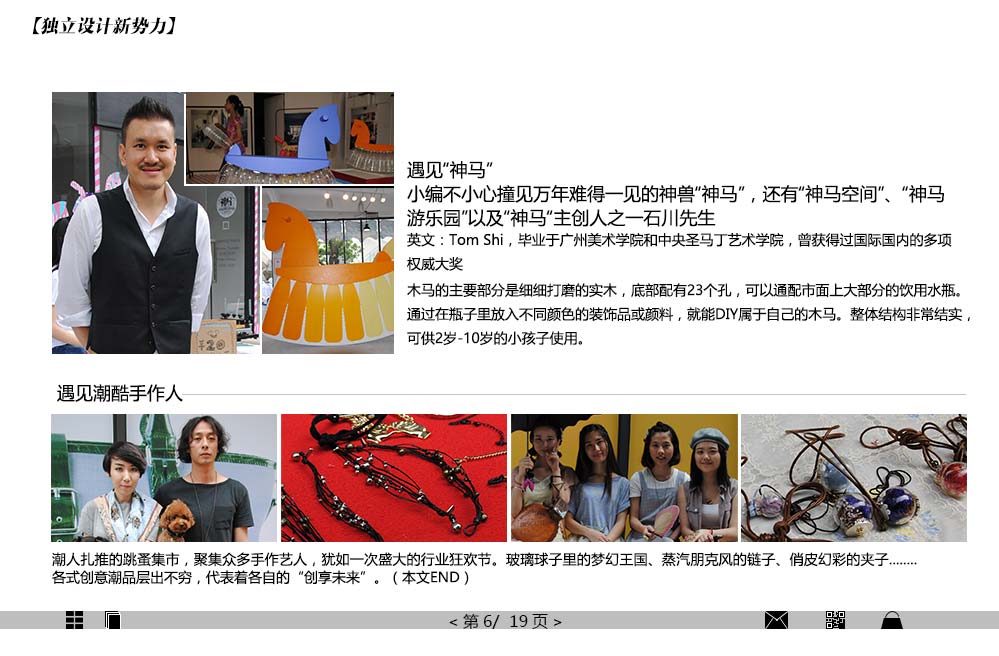 【独立设计新势力】
遇见“神马”
小编不小心撞见万年难得一见的神兽“神马”，还有“神马空间”、“神马
游乐园”以及“神马“主创人之一石川先生
英文：Tom Shi，毕业于广州美术学院和中央圣马丁艺术学院，曾获得过国际国内的多项
权威大奖
木马的主要部分是细细打磨的实木，底部配有23个孔，可以通配市面上大部分的饮用水瓶。
通过在瓶子里放入不同颜色的装饰品或颜料，就能DIY属于自己的木马。整体结构非常结实，
可供2岁-10岁的小孩子使用。
遇见潮酷手作人
潮人扎推的跳蚤集市，聚集众多手作艺人，犹如一次盛大的行业狂欢节。玻璃球子里的梦幻王国、蒸汽朋克风的链子、俏皮幻彩的夹子........
各式创意潮品层出不穷，代表着各自的“创享未来”。（本文END）
< 第 6/ 19 页 >